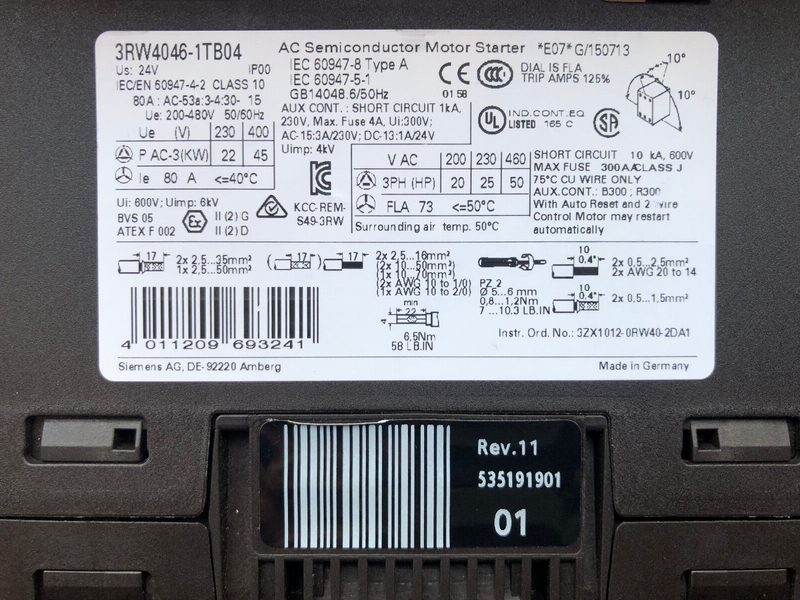 3RW4046-1TB04
Us: 24V IP00
IEC/EN 60947-4-2 CLASS 10
80A : AC-53a:3-4:30- 15
Ue: 200-480V 50/60Hz
Ue (V) 230 400
P AC-3(KW) 22 45
Ie 80 A <=40°C
Ui: 600V; Uimp: 6kV
BVS 05
ATEX F 002
Ex
II (2) G
II (2) D
AC Semiconductor Motor Starter *E07* G/150713
IEC 60947-8 Type A
IEC 60947-5-1
GB14048.6/50Hz
CE
CCC
01 58
DIAL IS FLA
TRIP AMPS 125%
10°
10°
AUX CONT. : SHORT CIRCUIT 1kA,
230V, Max. Fuse 4A, Ui:300V;
AC-15:3A/230V; DC-13:1A/24V
Uimp: 4kV
UL
IND.CONT.EQ
LISTED 165 C
SA
KCC-REM-
S49-3RW
V AC 200 230 460
3PH (HP) 20 25 50
FLA 73 <=50°C
Surrounding air temp. 50°C
SHORT CIRCUIT 10 kA, 600V
MAX FUSE 300AACLASS J
75°C CU WIRE ONLY
AUX.CONT.: B300 ; R300
With Auto Reset and 2 wire
Control Motor may restart
automatically
17
2x 2,5...35mm²
1x 2,5...50mm²
17
17
2x 2,5...16mm²
(2x 10...50mm²)
(1x 10...70mm²)
(2x AWG 10 to 1/0)
(1x AWG 10 to 2/0)
min
22
4
6,5Nm
58 LB.IN
PZ 2
Ø 5...6 mm
0,8...1,2Nm
7 ...10.3 LB.IN
10
0.4"
2x 0,5...2,5mm²
2x AWG 20 to 14
10
0.4"
2x 0,5...1,5mm²
Instr. Ord. No.: 3ZX1012-0RW40-2DA1
4 011209 693241
Siemens AG, DE-92220 Amberg
Made in Germany
Rev.11
535191901
01